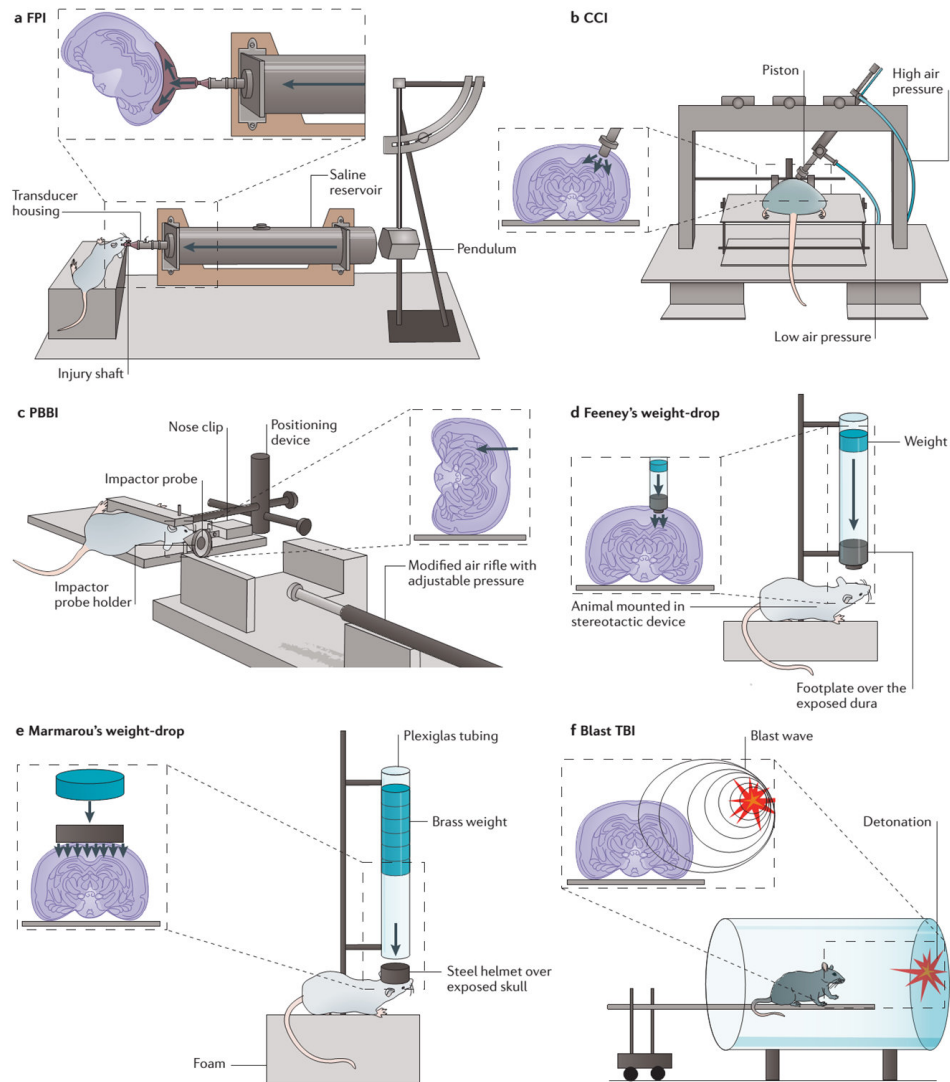 a FPI
Saline
reservoir
Transducer
housing
Pendulum
Injury shaft
b CCI
Piston
High air
pressure
Low air pressure
c PBBI
Nose clip
Positioning
device
Impactor probe
Impactor
probe holder
Modified air rifle with
adjustable pressure
d Feeney's weight-drop
Weight
Animal mounted in
stereotactic device
Footplate over the
exposed dura
e Marmarou's weight-drop
Plexiglas tubing
Brass weight
Steel helmet over
exposed skull
Foam
f Blast TBI
Blast wave
Detonation